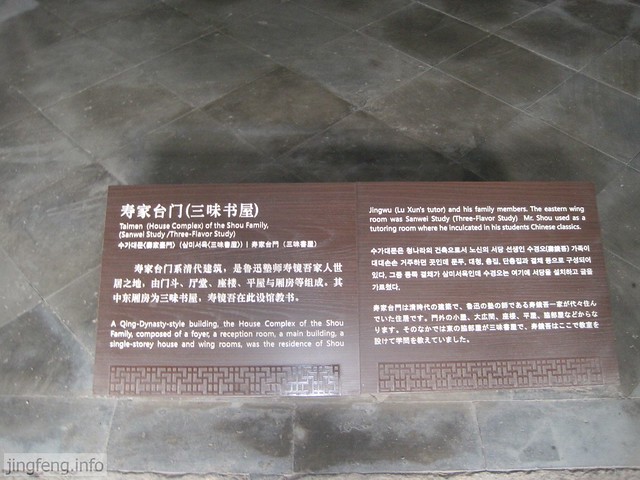 寿家台门(三味书屋)
Taimen (House Complex) of the Shou Family,
(Sanwei Study /Three-Flavor Study)
수가대문(壽家臺門) (삼미서옥(三味書屋)) | 寿家台門 (三味書屋)
寿家台门系清代建筑，是鲁迅塾师寿镜吾家人世
居之地，由门斗、厅堂、座楼、平屋与厢房等组成。其
中东厢房为三味书屋，寿镜吾在此设馆教书。
A Qing-Dynasty-style building, the House Complex of the Shou
Family, composed of a foyer, a reception room, a main building, a
single-storey house and wing rooms, was the residence of Shou
Jingwu (Lu Xun's tutor) and his family members. The eastern wing
room was Sanwei Study (Three-Flavor Study) Mr. Shou used as a
tutoring room where he inculcated in his students Chinese classics.
수가대문은 청나라의 건축으로서 노신의 서당 선생인 수경오(壽鏡吾) 가족이
대대손손 거주하면 곳인데 문두, 대청, 층집, 단층집과 곁채 등으로 구성되어
있다. 그중 동쪽 곁채가 삼미서옥인데 수경오는 여기에 서당을 설치하고 글을
가르쳤다.
寿家台門は清時代の建築で、魯迅の塾の師である寿鏡吾一家が代々住ん
でいた住居です。門外の小屋、大広間、座楼、平屋、脇部屋などからな
ります。そのなかでは東の脇部屋が三味書屋で、寿鏡吾はここで教室を
設けて学問を教えていました。
jingfeng.info